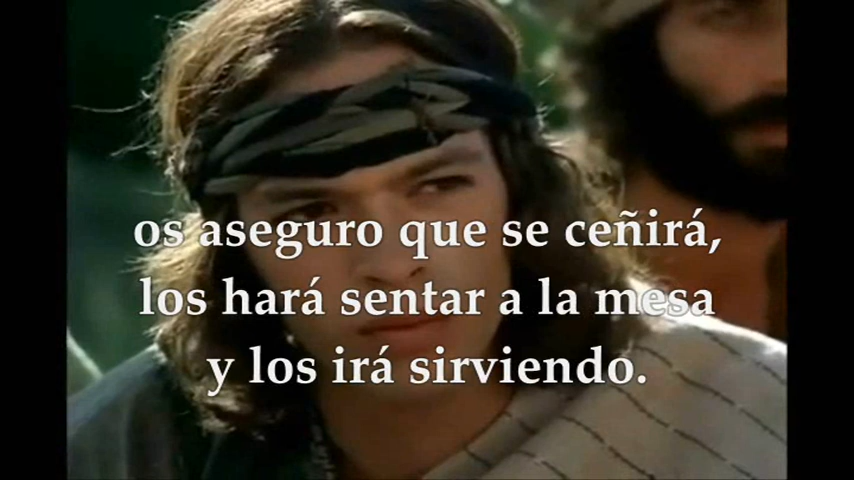 os aseguro que se ceñirá,
los hará sentar a la mesa
y los irá sirviendo.